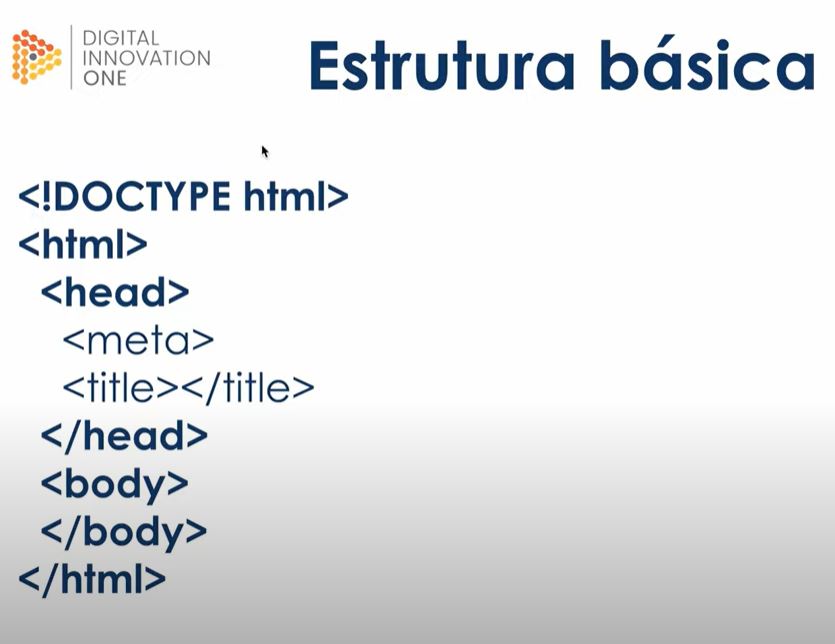 DIGITAL
INNOVATION
ONE
Estrutura básica
<!DOCTYPE html>
<html>
<head>
<meta>
<title></title>
</head>
<body>
</body>
</html>